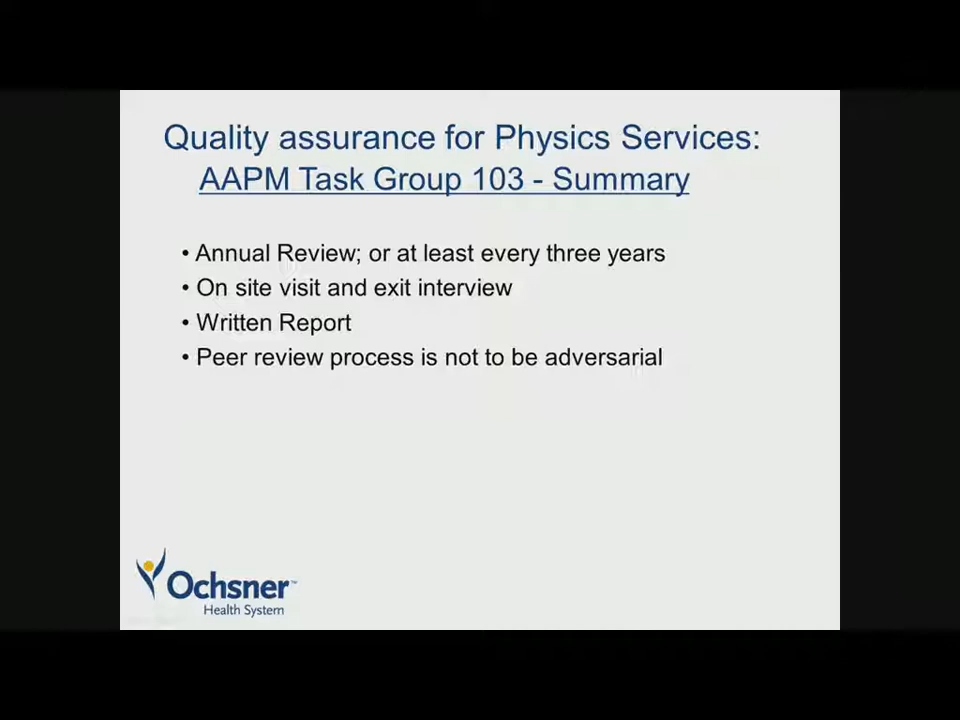 Quality assurance for Physics Services:
AAPM Task Group 103 - Summary
• Annual Review; or at least every three years
• On site visit and exit interview
• Written Report
• Peer review process is not to be adversarial
Ochsner™
Health System